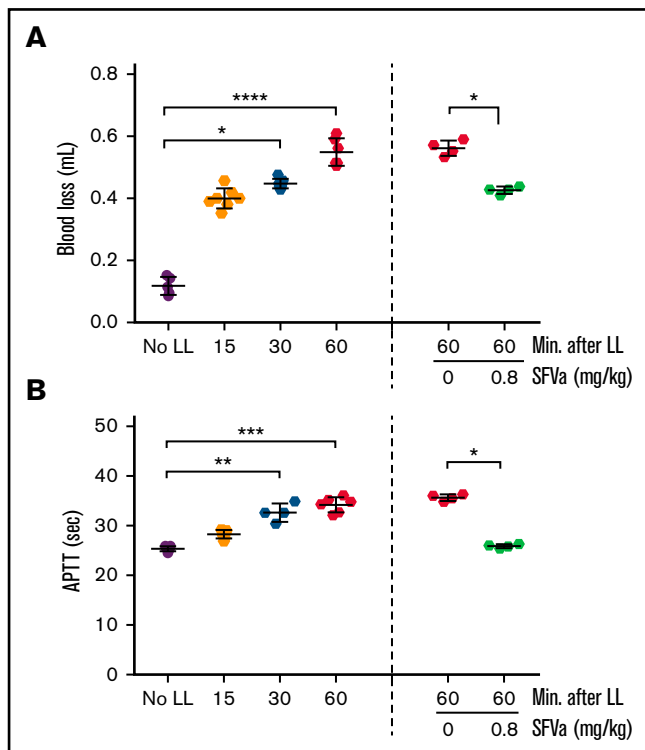 A
0.8
0.6
0.4
0.2
0.0
Blood loss (mL)
****
*
*
No LL 15 30 60 60 60 Min. after LL
0 0.8 SFVa (mg/kg)
B
50
40
30
20
10
0
APTT (sec)
***
**
*
No LL 15 30 60 60 60 Min. after LL
0 0.8 SFVa (mg/kg)